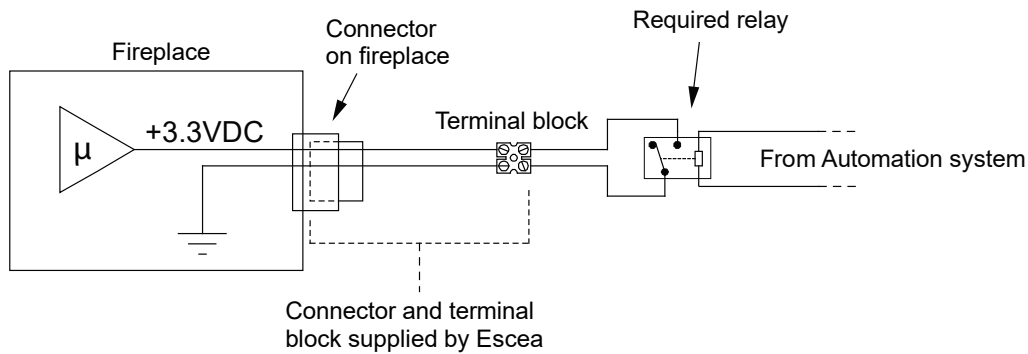 Required relay
Connector
on fireplace
Fireplace
Terminal block
+3.3VDC
μ
From Automation system
Connector and terminal
block supplied by Escea